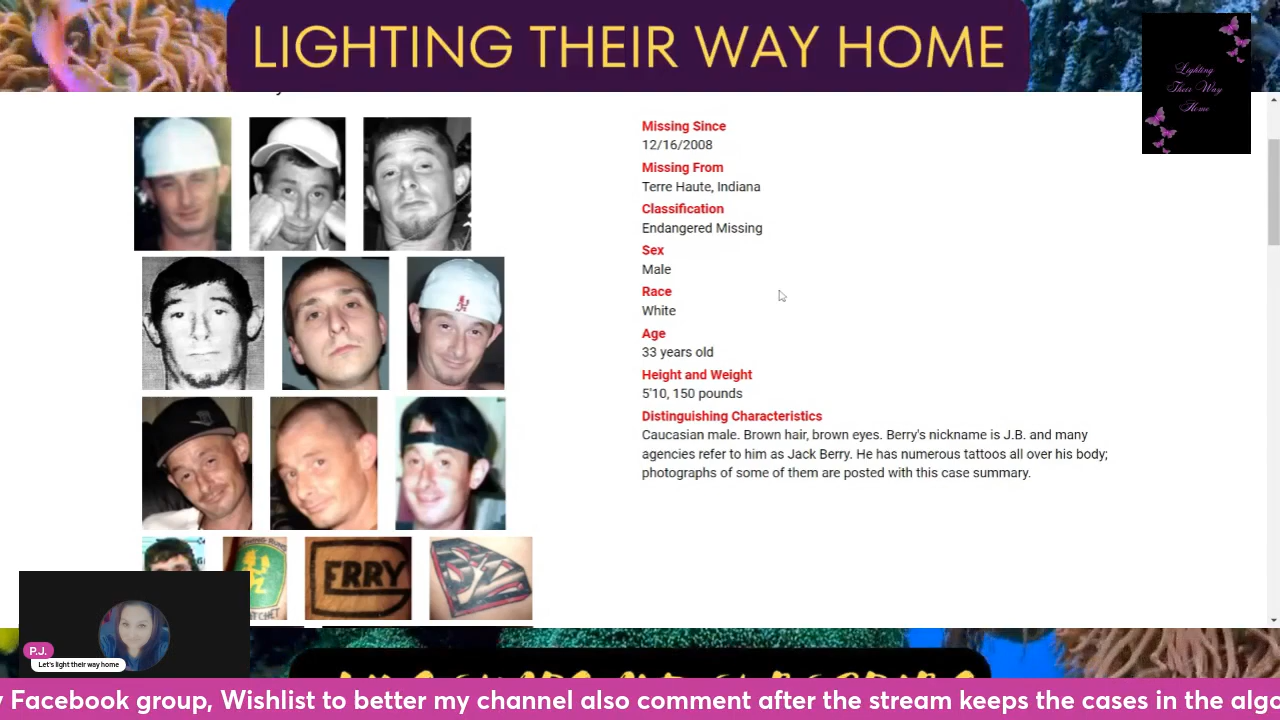 LIGHTING THEIR WAY HOME
Lighting
Their Way
Home
Missing Since
12/16/2008
Missing From
Terre Haute, Indiana
Classification
Endangered Missing
Sex
Male
Race
White
Age
33 years old
Height and Weight
5'10, 150 pounds
Distinguishing Characteristics
Caucasian male. Brown hair, brown eyes. Berry's nickname is J.B. and many
agencies refer to him as Jack Berry. He has numerous tattoos all over his body;
photographs of some of them are posted with this case summary.
ERRY
P.J.
Let's light their way home
Facebook group, Wishlist to better my channel also comment after the stream keeps the cases in the algo